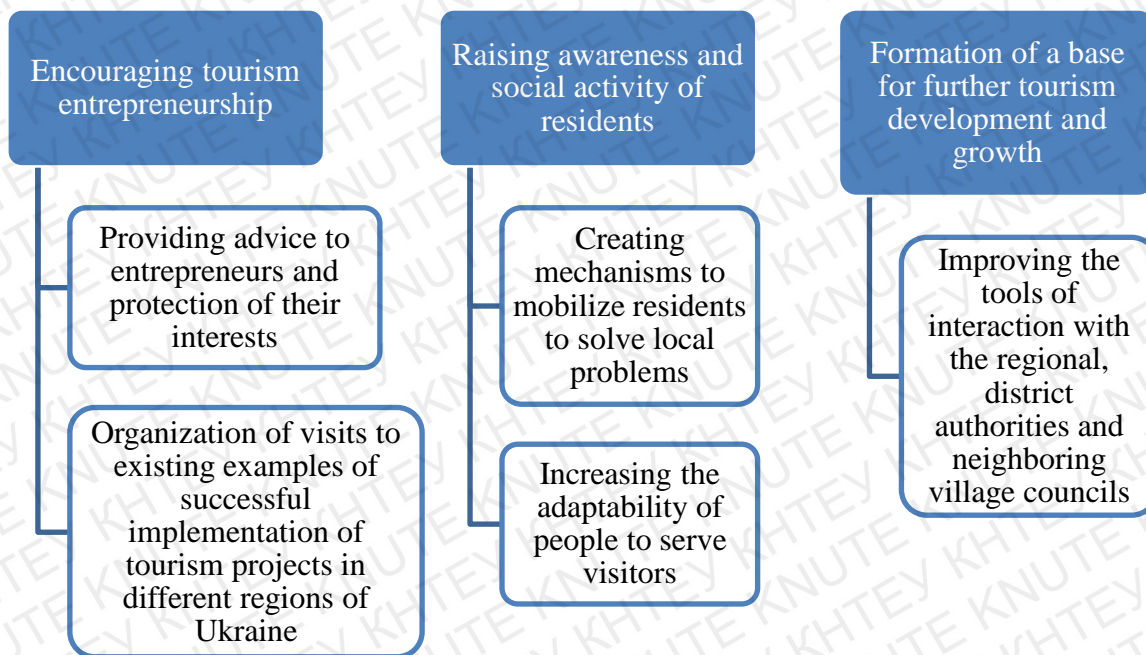 Encouraging tourism
entrepreneurship
Providing advice to
entrepreneurs and
protection of their
interests
Organization of visits to
existing examples of
successful
implementation of
tourism projects in
different regions of
Ukraine
Raising awareness and
social activity of
residents
Creating
mechanisms to
mobilize residents
to solve local
problems
Increasing the
adaptability of
people to serve
visitors
Formation of a base
for further tourism
development and
growth
Improving the
tools of
interaction with
the regional,
district
authorities and
neighboring
village councils